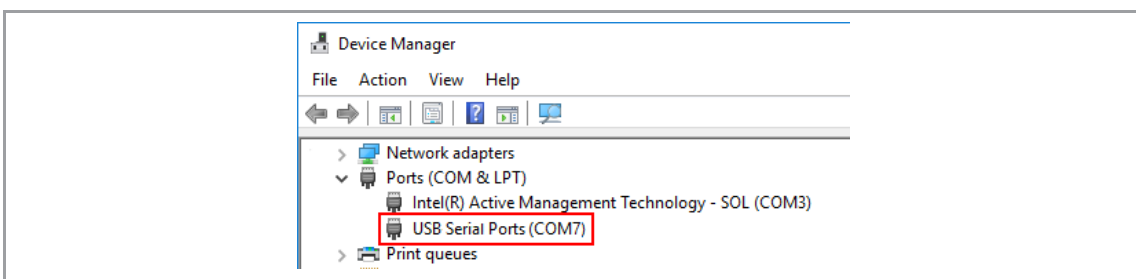 Device Manager
File Action View Help
Network adapters
Ports (COM & LPT)
Intel(R) Active Management Technology - SOL (COM3)
USB Serial Ports (COM7)
Print queues